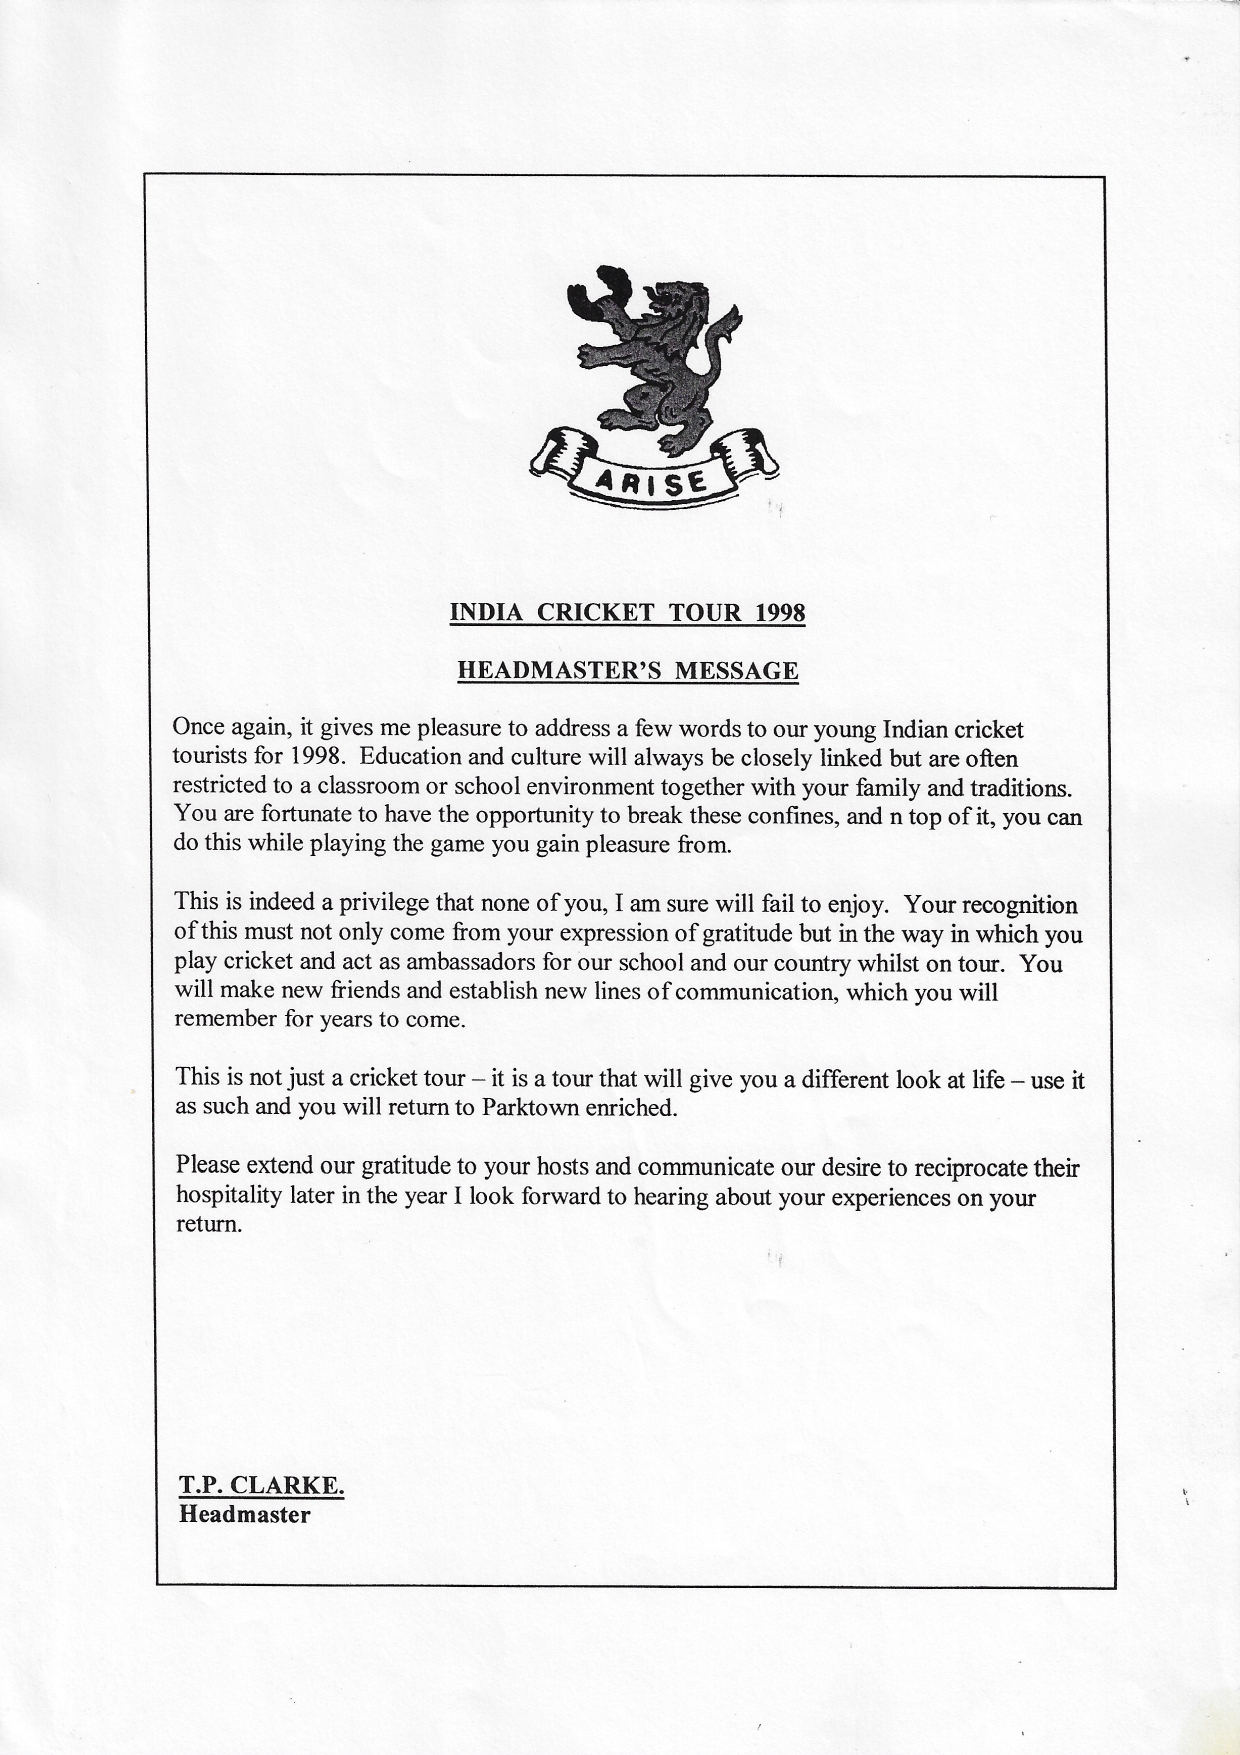 ARISE
INDIA CRICKET TOUR 1998
HEADMASTER'S MESSAGE
Once again, it gives me pleasure to address a few words to our young Indian cricket
tourists for 1998. Education and culture will always be closely linked but are often
restricted to a classroom or school environment together with your family and traditions.
You are fortunate to have the opportunity to break these confines, and n top of it, you can
do this while playing the game you gain pleasure from.
This is indeed a privilege that none of you, I am sure will fail to enjoy. Your recognition
of this must not only come from your expression of gratitude but in the way in which you
play cricket and act as ambassadors for our school and our country whilst on tour. You
will make new friends and establish new lines of communication, which you will
remember for years to come.
This is not just a cricket tour – it is a tour that will give you a different look at life – use it
as such and you will return to Parktown enriched.
Please extend our gratitude to your hosts and communicate our desire to reciprocate their
hospitality later in the year I look forward to hearing about your experiences on your
return.
T.P. CLARKE.
Headmaster